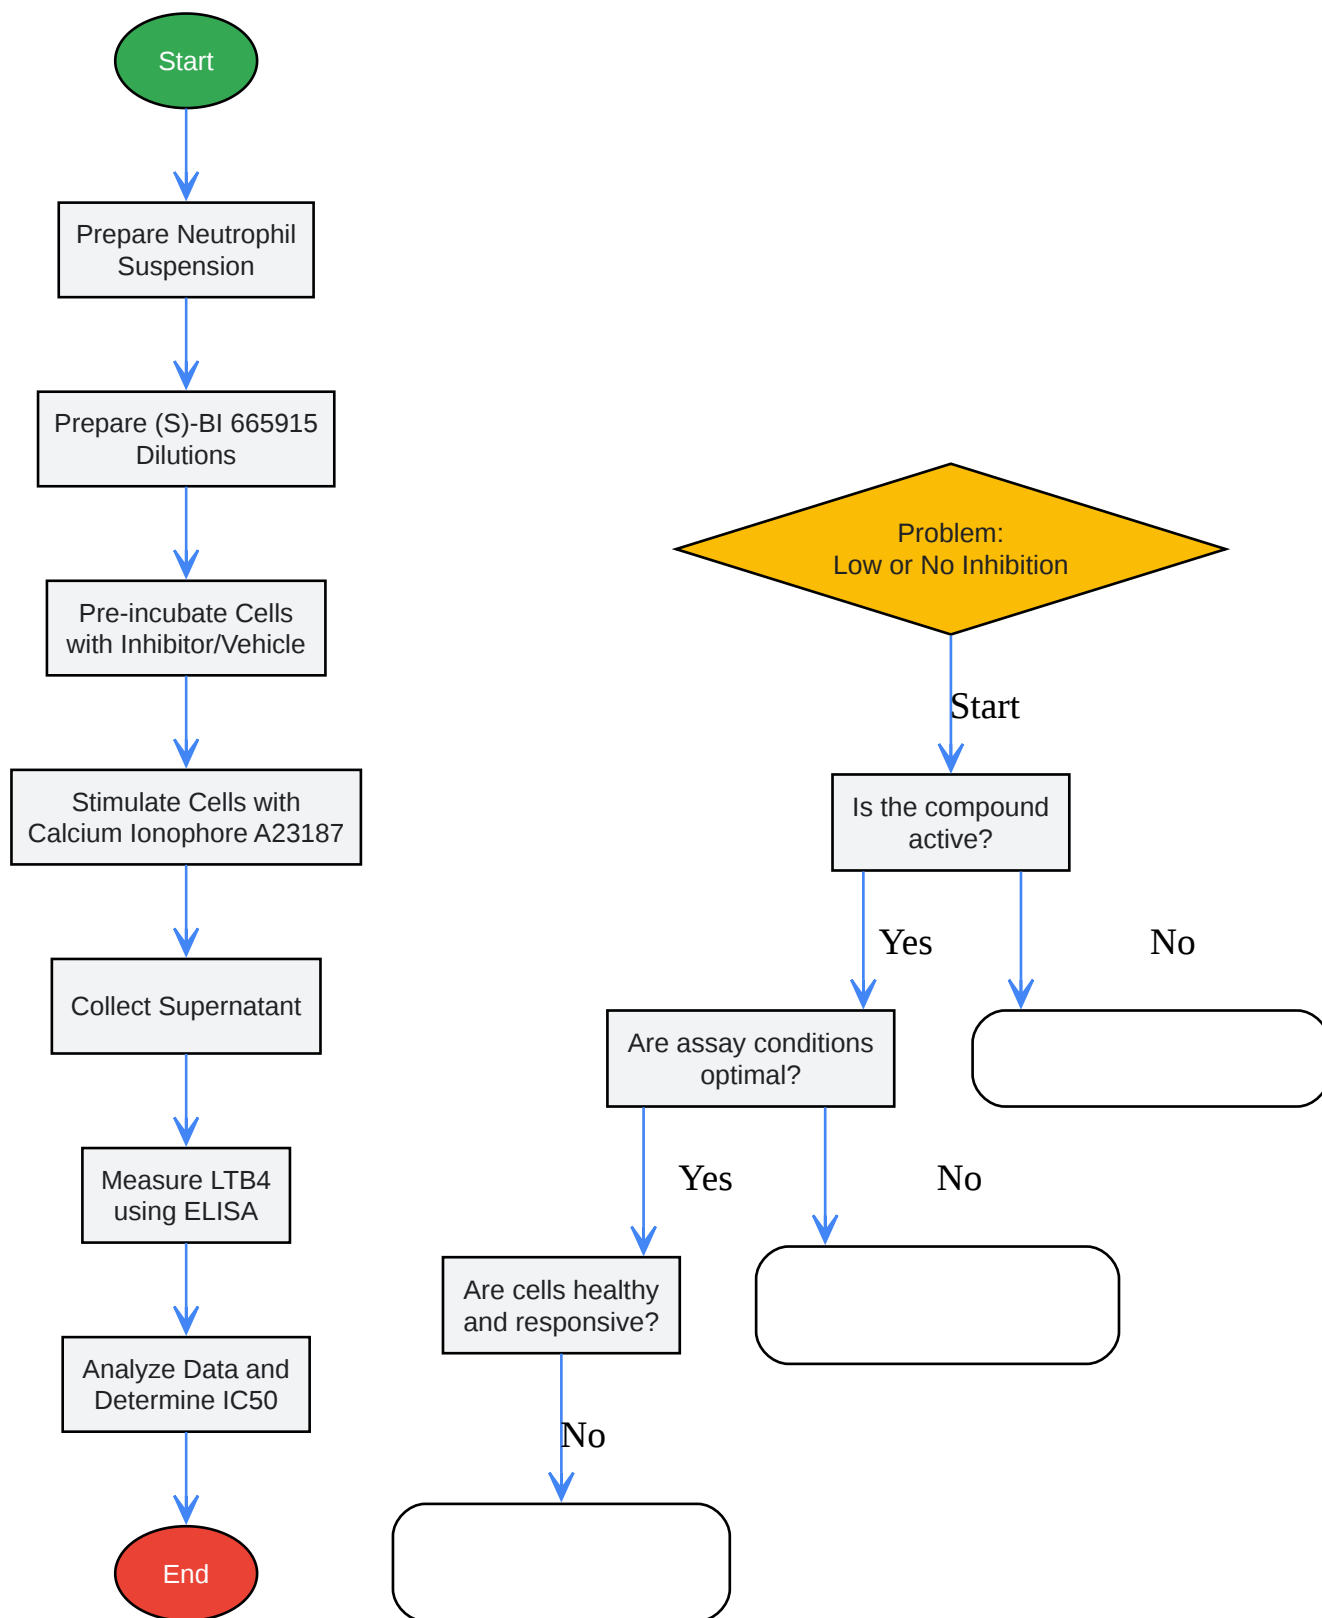 Start
Prepare Neutrophil
Suspension
Prepare (S)-BI 665915
Dilutions
Pre-incubate Cells
with Inhibitor/Vehicle
Stimulate Cells with
Calcium Ionophore A23187
Collect Supernatant
Measure LTB4
using ELISA
Analyze Data and
Determine IC50
End
Problem:
Low or No Inhibition
Start
Is the compound
active?
Yes
No
Are assay conditions
optimal?
Yes
No
Are cells healthy
and responsive?
No